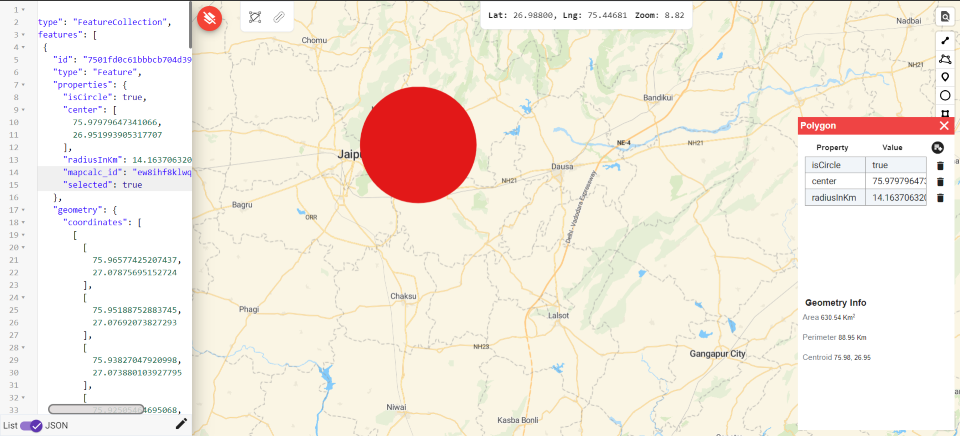 1
2 type": "FeatureCollection",
3 features": [
4 {
5 "id": "7501fd0c61bbbcb704d39
6 "type": "Feature",
7 "properties": {
8 "isCircle": true,
9 "center": [
10 75.97979647341066,
11 26.951993905317707
12 ],
13 "radiusInKm": 14.163706320
14 "mapcalc_id": "ew8ihf8klwq
15 "selected": true
16 },
17 "geometry": {
18 "coordinates": [
19 [
20 [
21 75.96577425207437,
22 27.07875695152724
23 ],
24 [
25 75.95188752883745,
26 27.07692073827293
27 ],
28 [
29 75.93827047920998,
30 27.073880103927795
31 ],
32 [
33 4695068,
List JSON
Lat: 26.98800, Lng: 75.44681 Zoom: 8.82
Nadbai
Chomu
NH21
Bandikui
NE-4
NH21
Jaipu
Dausa
NH21
Bagru
ORR
Delhi - Vadodara Expressway
Chaksu
Phagi
Lalsot
NH23
Gangapur City
Niwai
Kasba Bonli
Polygon
Property Value
isCircle true
center 75.979796473
radiusInKm 14.163706320
Geometry Info
Area 630.54 Km²
Perimeter 88.95 Km
Centroid 75.98, 26.95